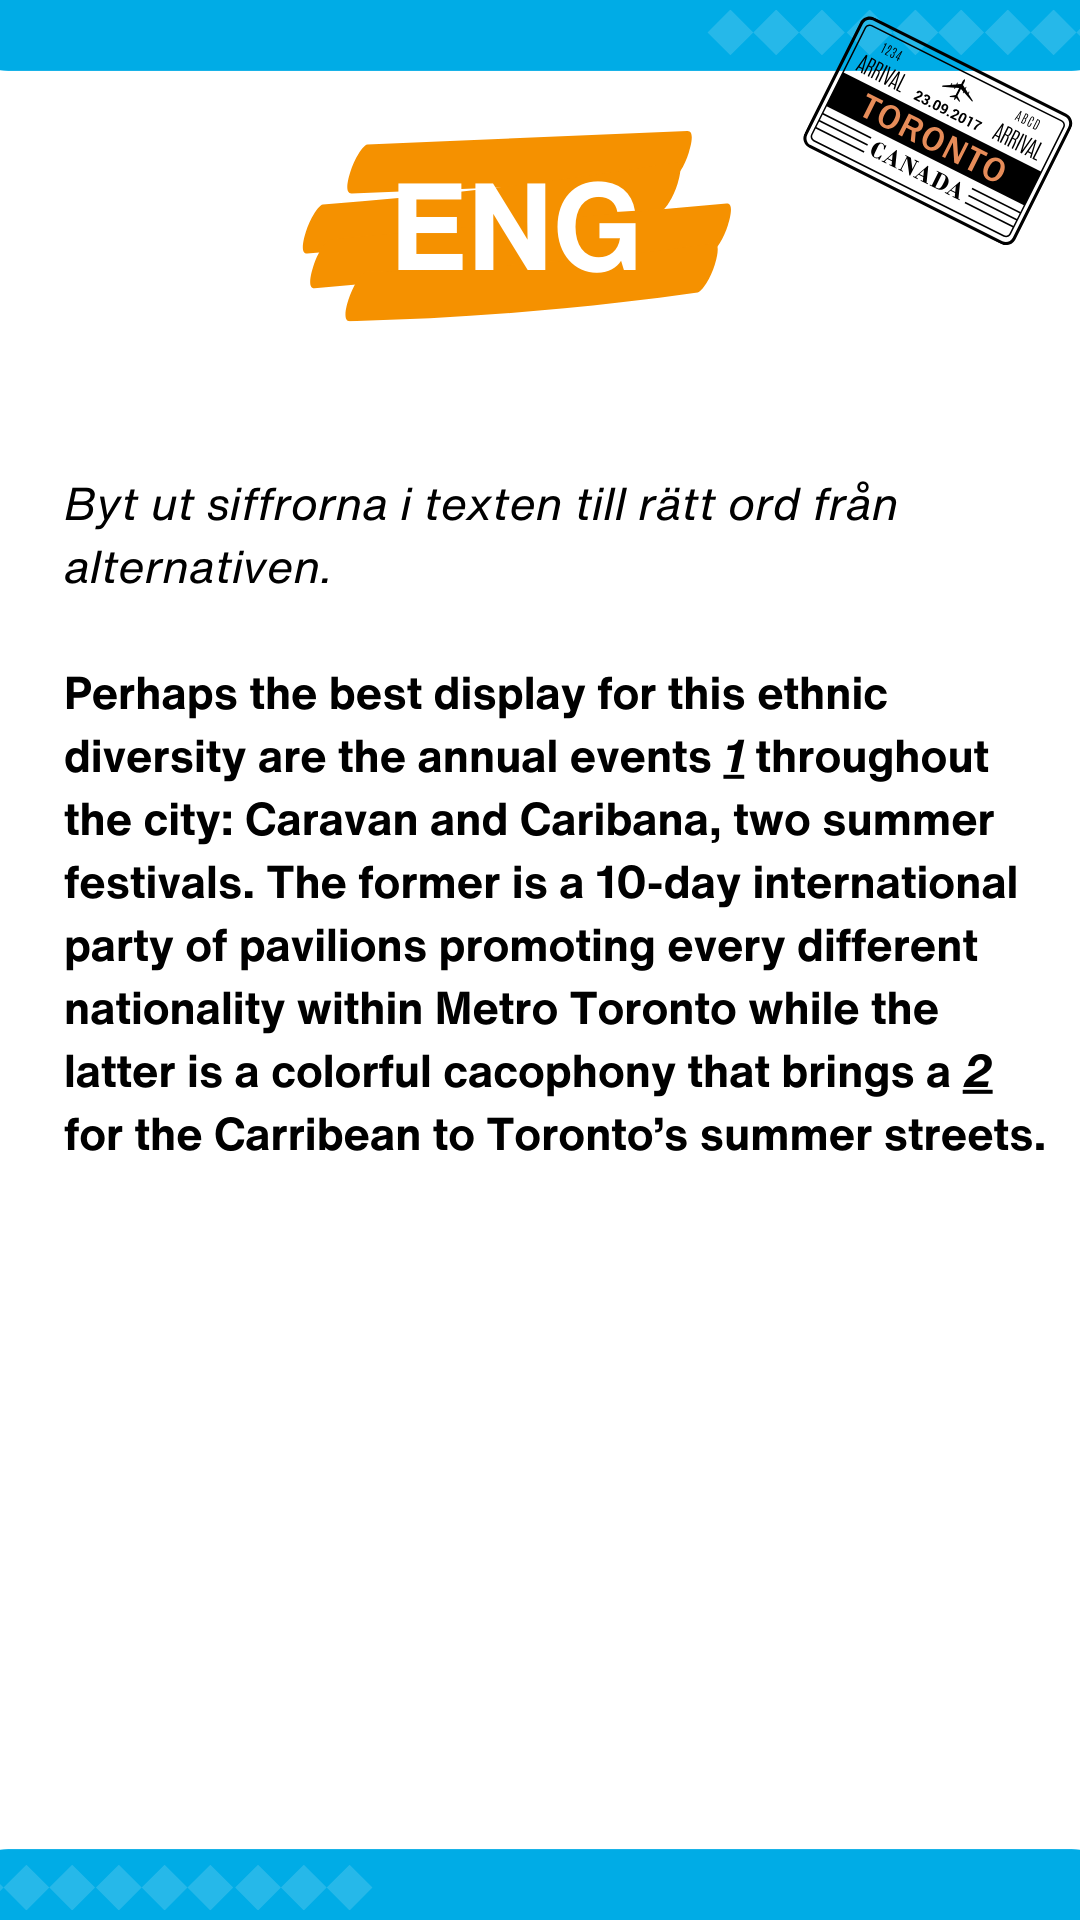 1234
ARRIVAL
23.09.2017
ABCD
ARRIVAL
TORONTO
CANADA
ENG
Byt ut siffrorna i texten till rätt ord från
alternativen.
Perhaps the best display for this ethnic
diversity are the annual events 1 throughout
the city: Caravan and Caribana, two summer
festivals. The former is a 10-day international
party of pavilions promoting every different
nationality within Metro Toronto while the
latter is a colorful cacophony that brings a 2
for the Carribean to Toronto’s summer streets.